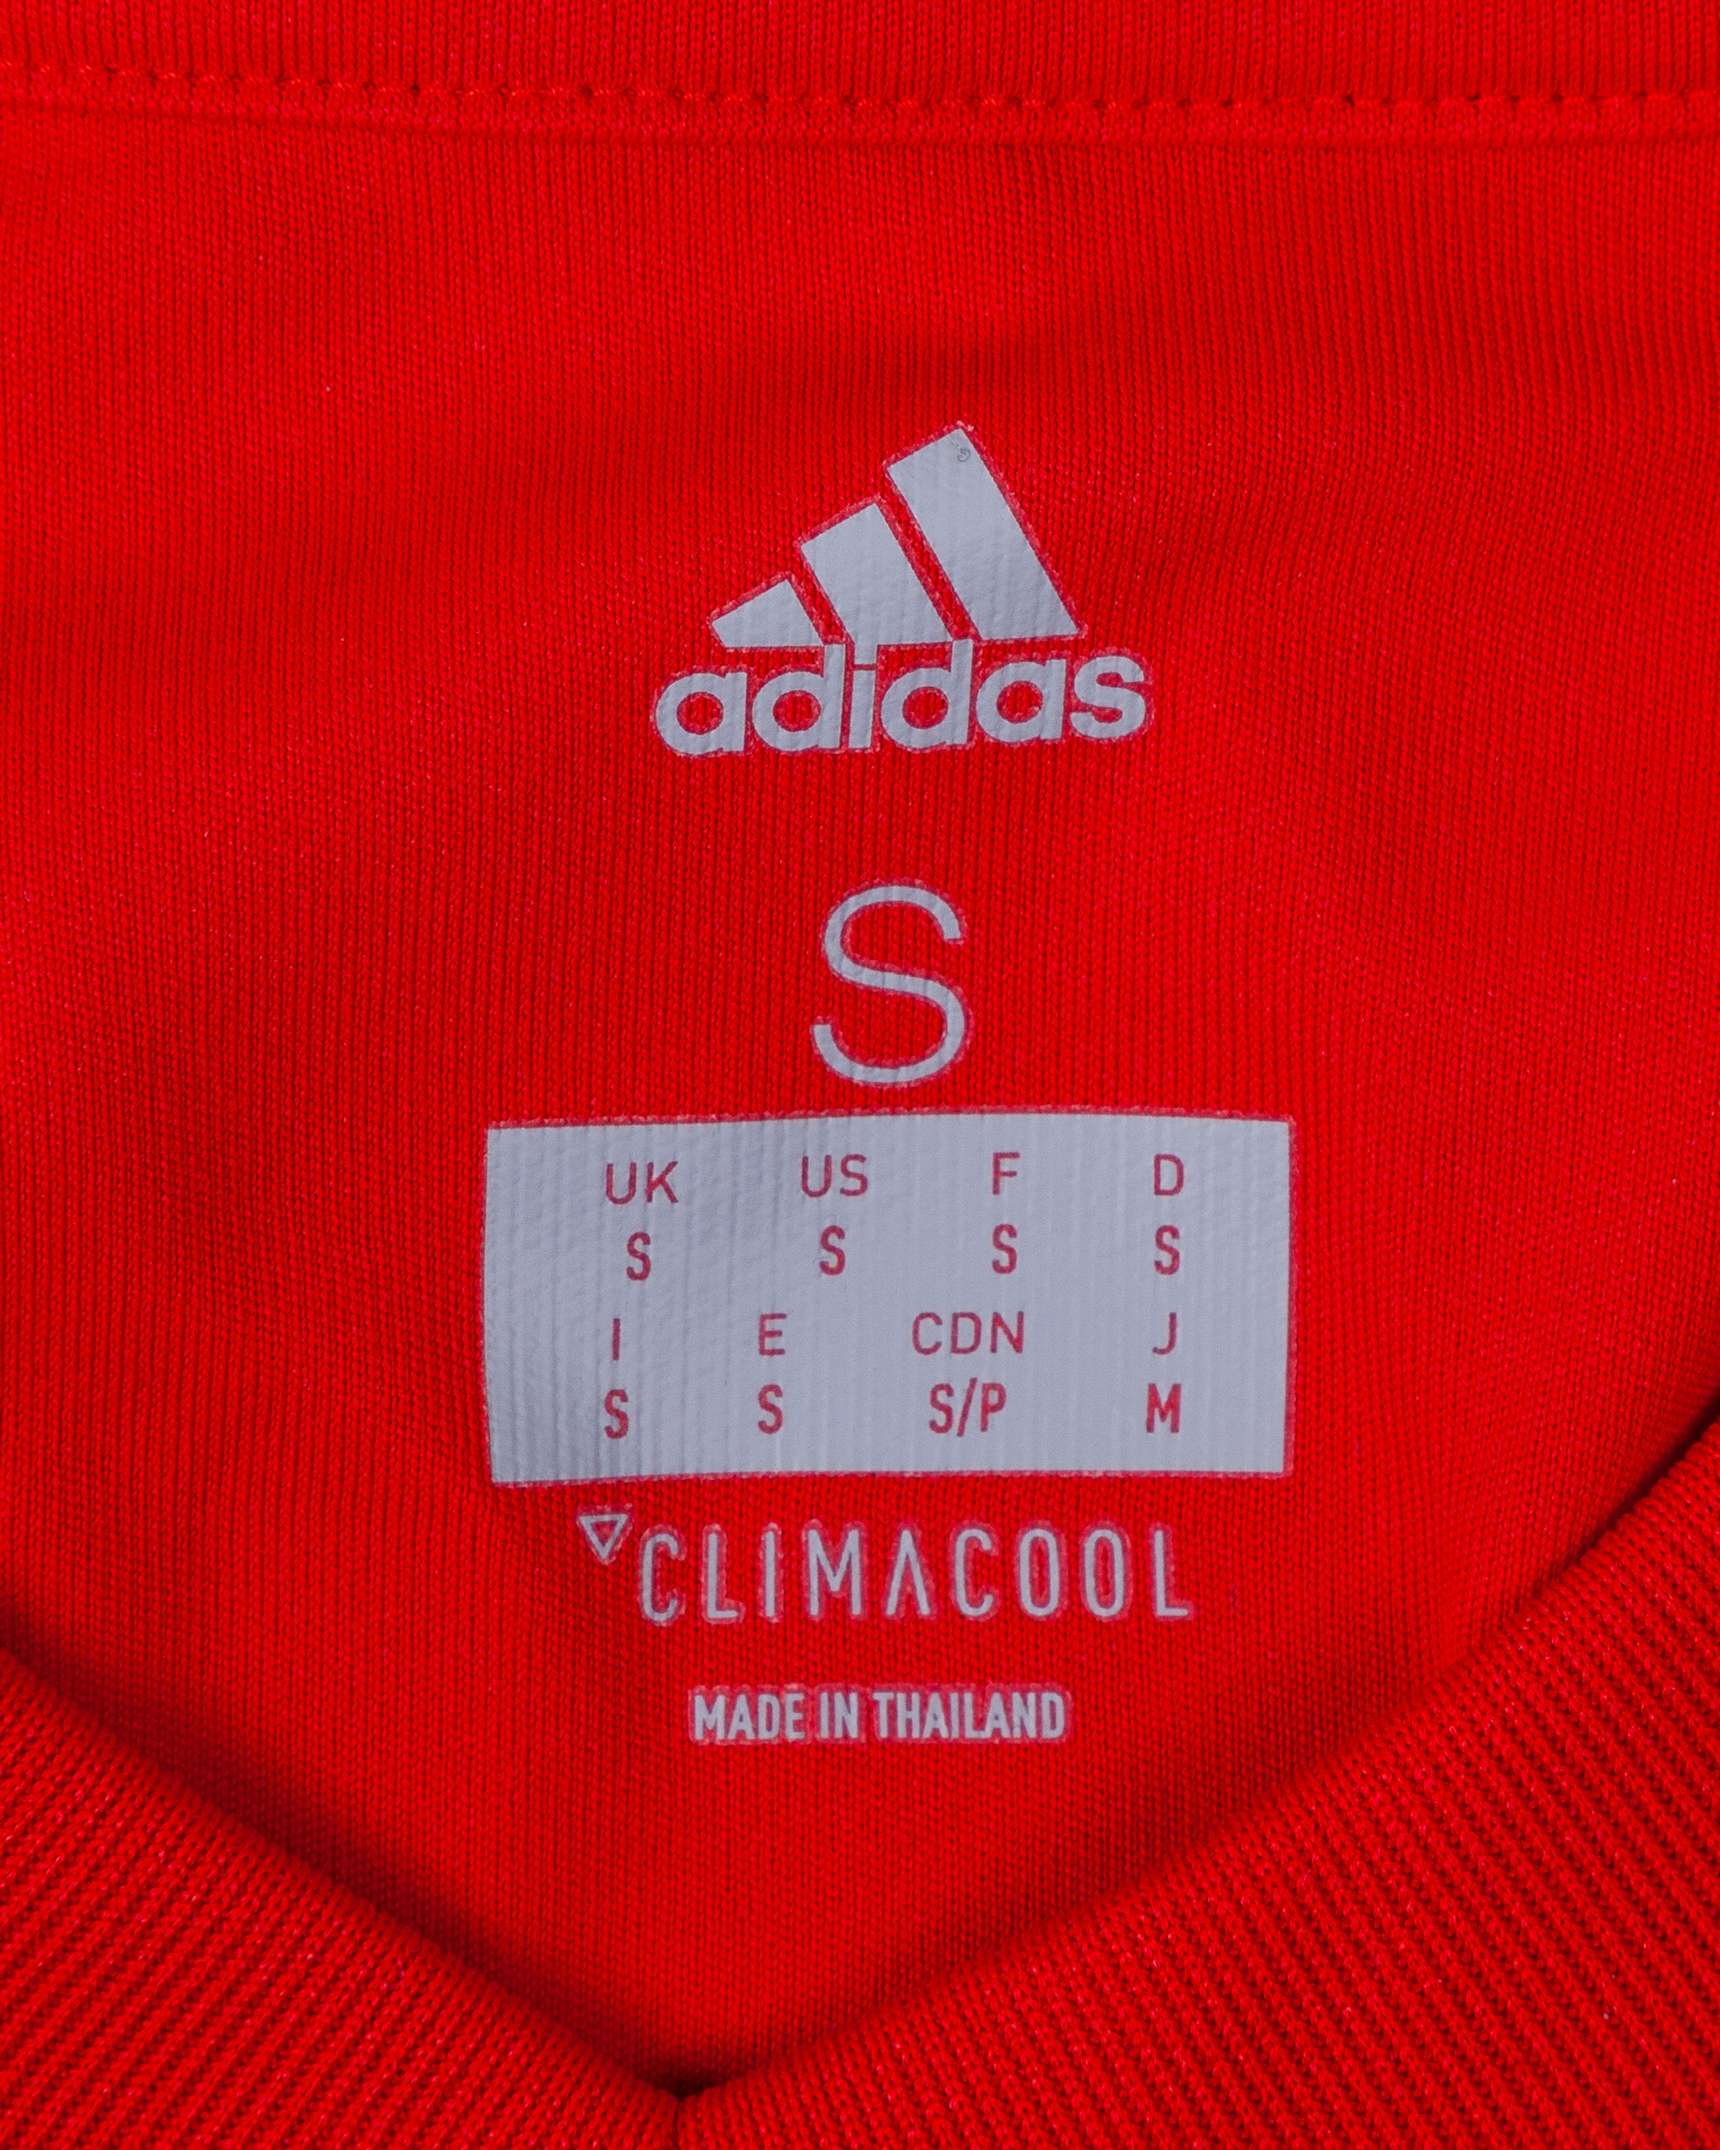 adidas
S
UK US F D
S S S S
I E CDN J
S S S/P M
CLIMACOOL
MADE IN THAILAND